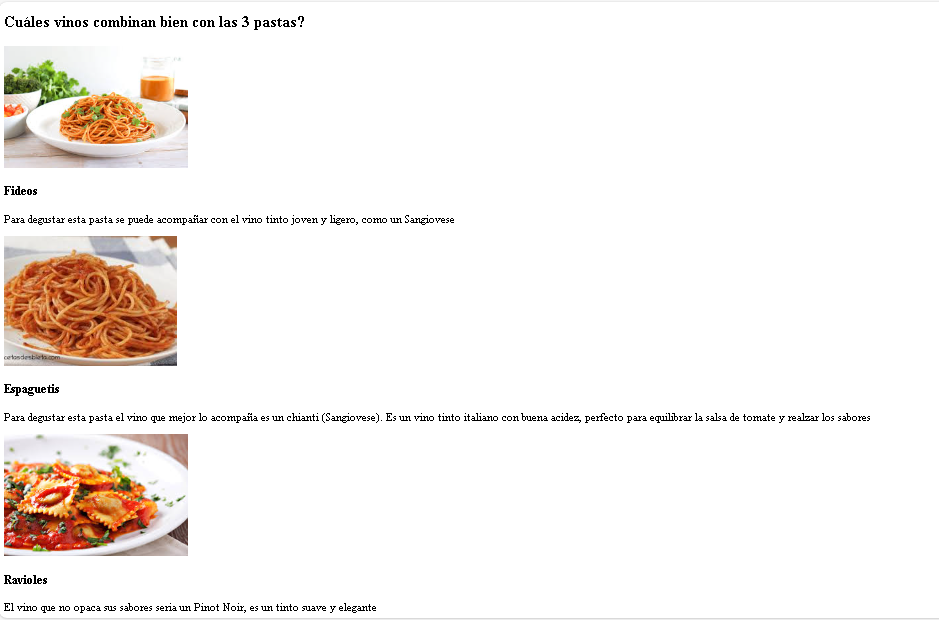 Cuáles vinos combinan bien con las 3 pastas?
Fideos
Para degustar esta pasta se puede acompañar con el vino tinto joven y ligero, como un Sangiovese
Espaguetis
Para degustar esta pasta el vino que mejor lo acompaña es un chianti (Sangiovese). Es un vino tinto italiano con buena acidez, perfecto para equilibrar la salsa de tomate y realzar los sabores
Ravioles
El vino que no opaca sus sabores seria un Pinot Noir, es un tinto suave y elegante